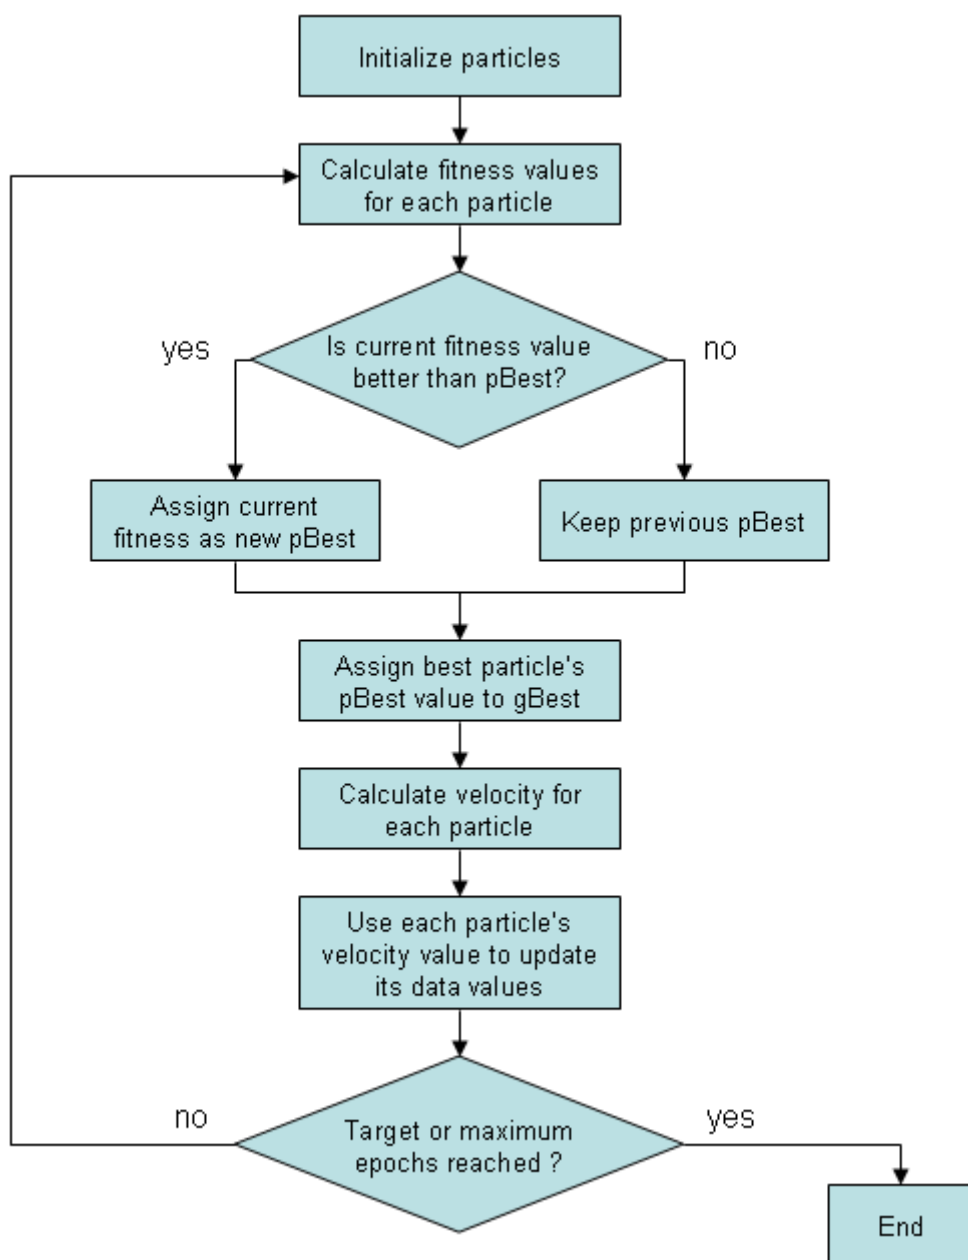 Initialize particles
Calculate fitness values
for each particle
Is current fitness value
better than pBest?
yes
no
Assign current
fitness as new pBest
Keep previous pBest
Assign best particle's
pBest value to gBest
Calculate velocity for
each particle
Use each particle's
velocity value to update
its data values
Target or maximum
epochs reached ?
no
yes
End